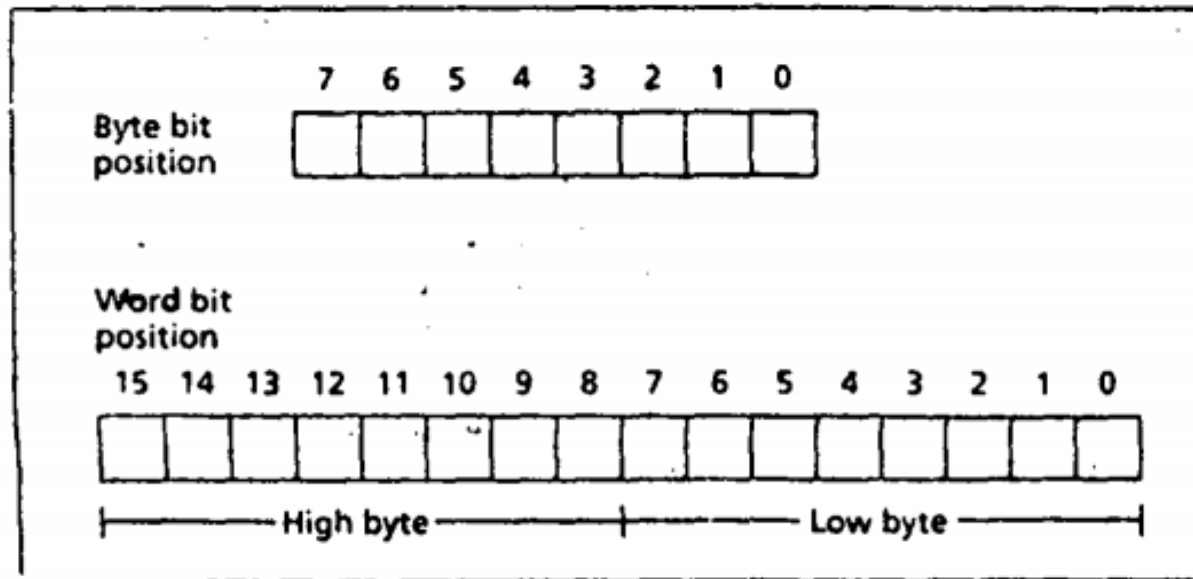 7 6 5 4 3 2 1 0
Byte bit
position
Word bit
position
15 14 13 12 11 10 9 8 7 6 5 4 3 2 1 0
High byte Low byte